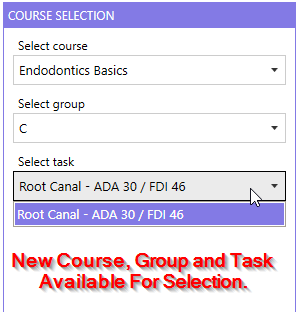 COURSE SELECTION
Select course
Endodontics Basics
Select group
C
Select task
Root Canal - ADA 30 / FDI 46
Root Canal - ADA 30 / FDI 46
New Course, Group and Task
Available For Selection.